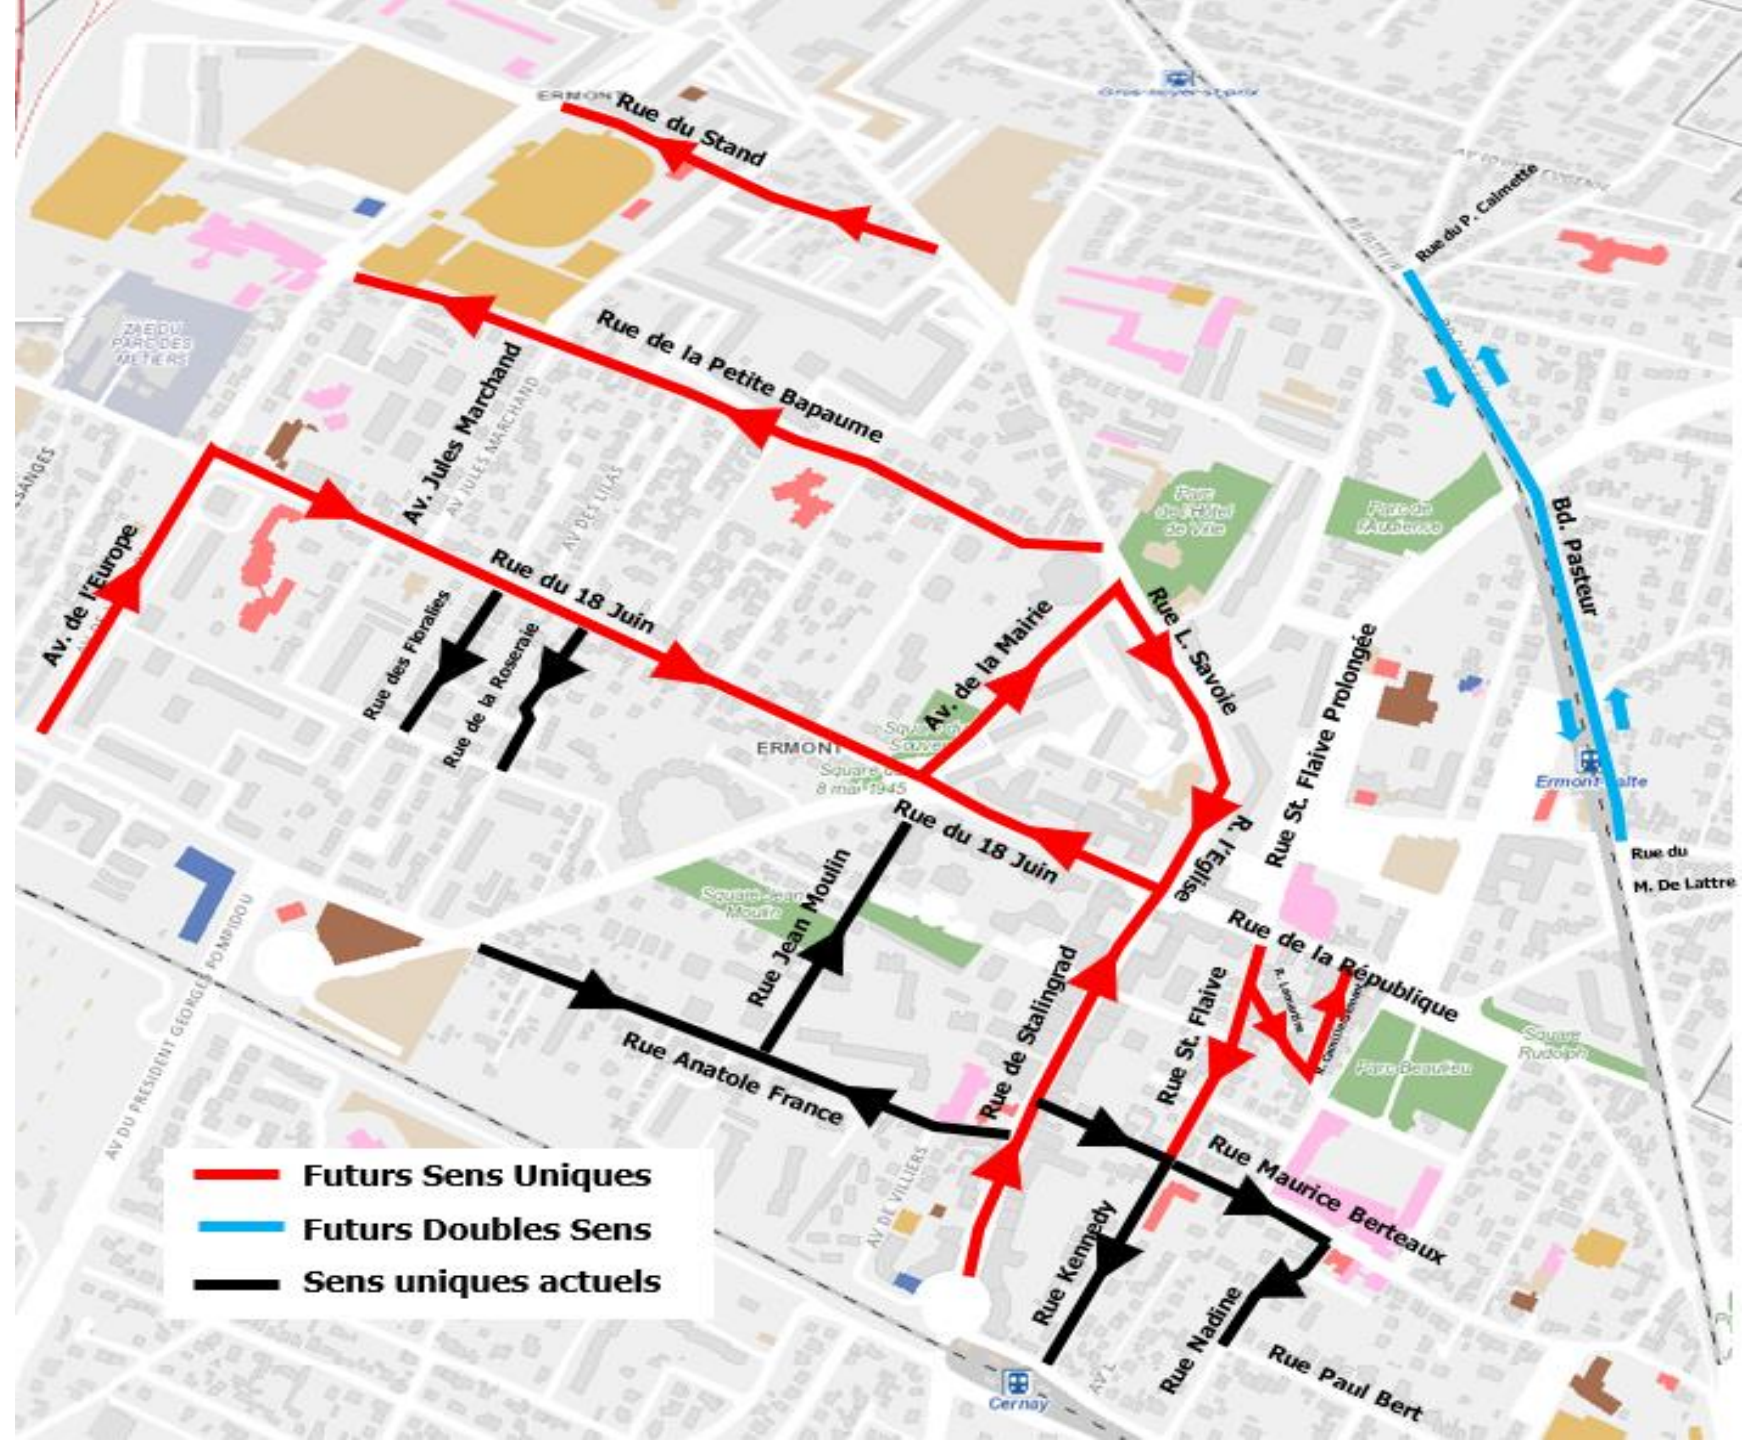 Gros-Noyer-St-prix
ERMONT
Rue du Stand
Rue du P. Calmette
Rue de la Petite Bapaume
ZAE DU
PARC DES
METIERS
Av. Jules Marchand
AV JULES MARCHAND
AV DES LILAS
Parc
de l'Hôtel
de Ville
Parc de
l'Audience
Bd. Pasteur
Av. de l'Europe
Rue du 18 Juin
Rue des Floralies
Rue de la Roseraie
Av. de la Mairie
Rue L. Savoie
Rue St. Flaive Prolongée
ERMONT
Square du
8 mai 1945
Rue du 18 Juin
R. l'Eglise
Rue du
M. De Lattre
Square Jean
Moulin
Rue Jean Moulin
Rue de la République
Rue de Stalingrad
Rue St. Flaive
R. Lamartine
Parc Beaulieu
Square
Rudolph
AV DU PRESIDENT GEORGES POMPIDOU
Rue Anatole France
AV DE VILLIERS
Rue Maurice Berteaux
Rue Kennedy
Rue Nadine
Rue Paul Bert
Cernay
Futurs Sens Uniques
Futurs Doubles Sens
Sens uniques actuels